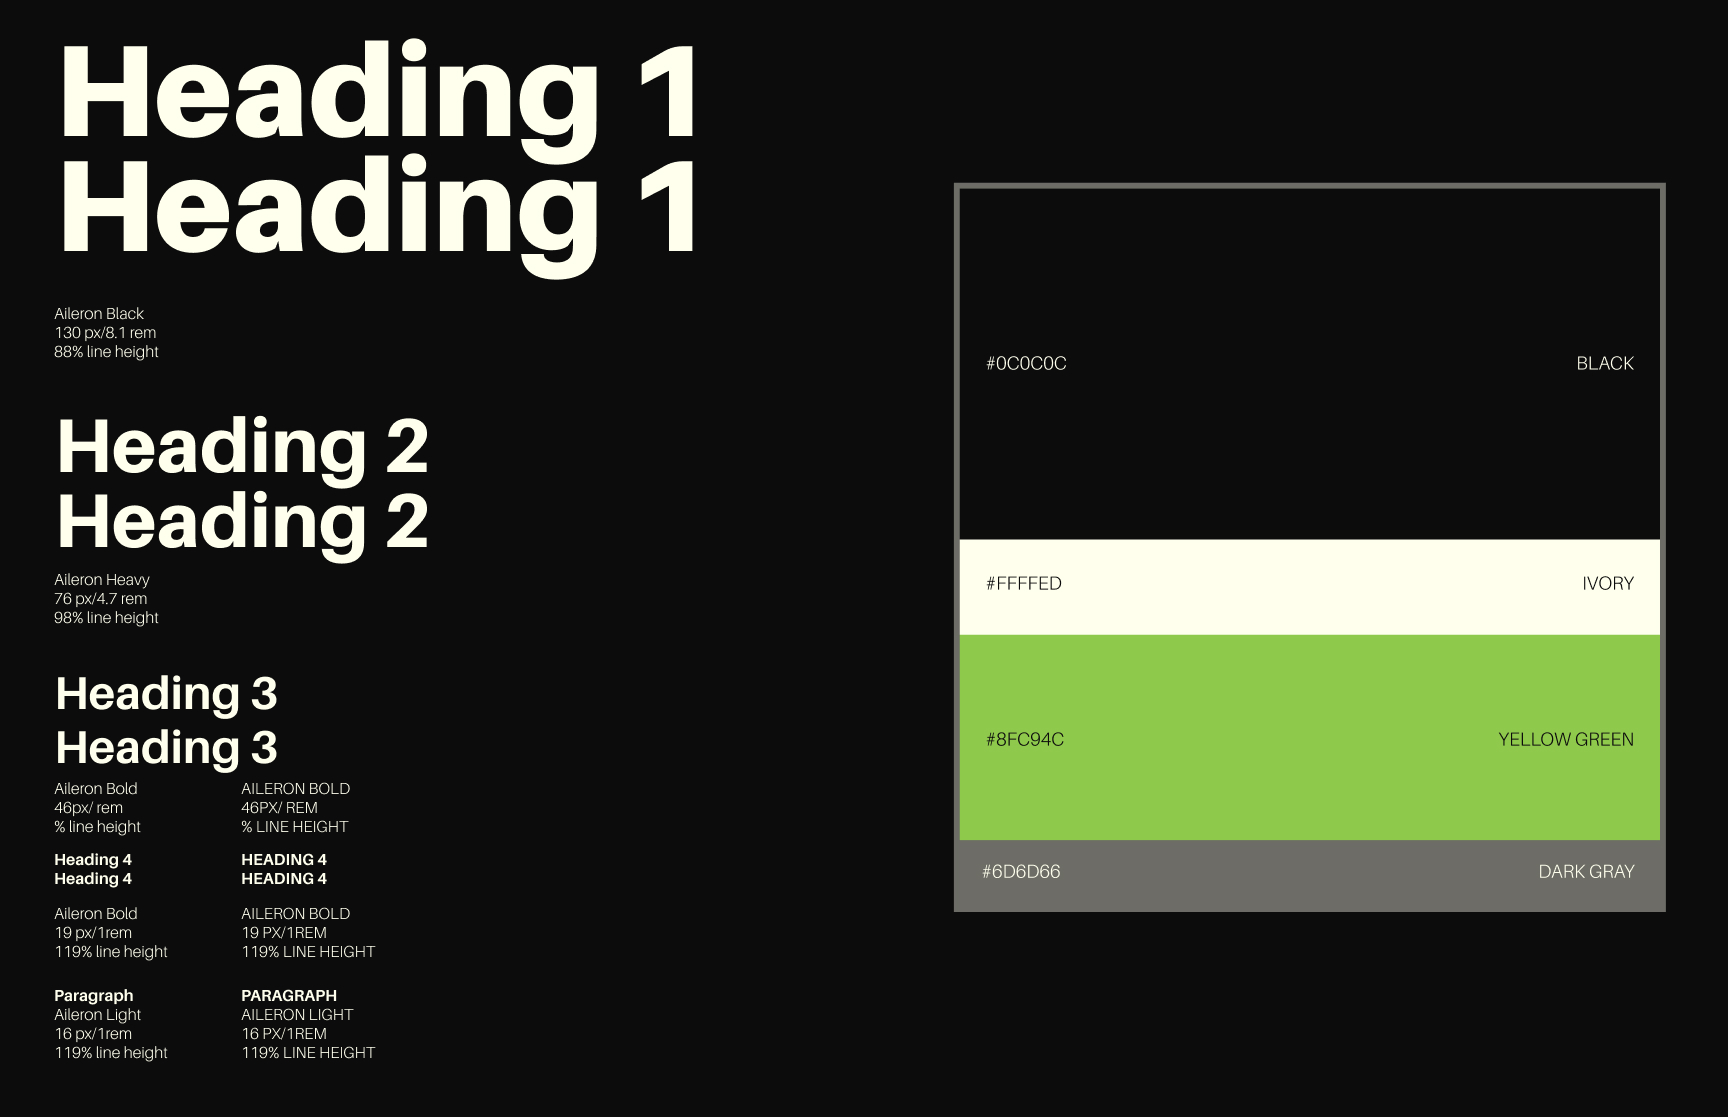 Heading 1
Heading 1
Aileron Black
130 px/8.1 rem
88% line height
Heading 2
Heading 2
Aileron Heavy
76 px/4.7 rem
98% line height
Heading 3
Heading 3
Aileron Bold
46px/ rem
% line height
AILERON BOLD
46PX/ REM
% LINE HEIGHT
Heading 4
Heading 4
HEADING 4
HEADING 4
Aileron Bold
19 px/1rem
119% line height
AILERON BOLD
19 PX/1REM
119% LINE HEIGHT
Paragraph
Aileron Light
16 px/1rem
119% line height
PARAGRAPH
AILERON LIGHT
16 PX/1REM
119% LINE HEIGHT
#0C0C0C BLACK
#FFFFED IVORY
#8FC94C YELLOW GREEN
#6D6D66 DARK GRAY